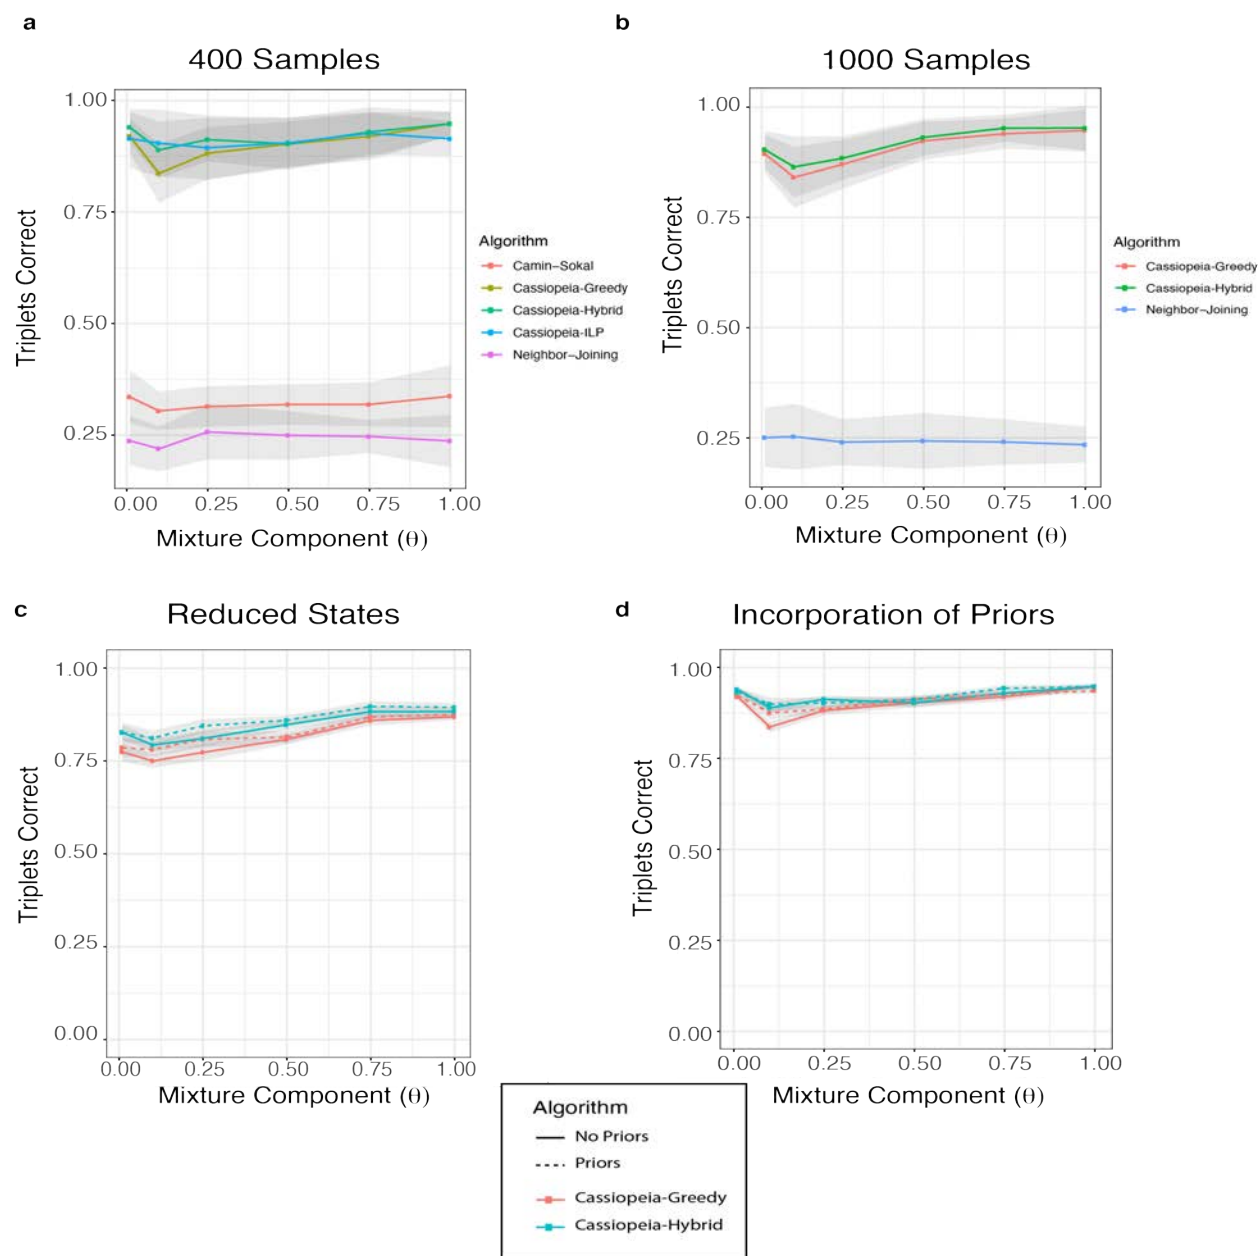 a
400 Samples
1.00
0.75
0.50
0.25
Triplets Correct
0.00 0.25 0.50 0.75 1.00
Mixture Component (θ)
Algorithm
Camin–Sokal
Cassiopeia-Greedy
Cassiopeia-Hybrid
Cassiopeia-ILP
Neighbor–Joining
b
1000 Samples
1.00
0.75
0.50
0.25
Triplets Correct
0.00 0.25 0.50 0.75 1.00
Mixture Component (θ)
Algorithm
Cassiopeia-Greedy
Cassiopeia-Hybrid
Neighbor–Joining
c
Reduced States
1.00
0.75
0.50
0.25
0.00
Triplets Correct
0.00 0.25 0.50 0.75 1.00
Mixture Component (θ)
d
Incorporation of Priors
1.00
0.75
0.50
0.25
0.00
Triplets Correct
0.00 0.25 0.50 0.75 1.00
Mixture Component (θ)
Algorithm
No Priors
Priors
Cassiopeia-Greedy
Cassiopeia-Hybrid